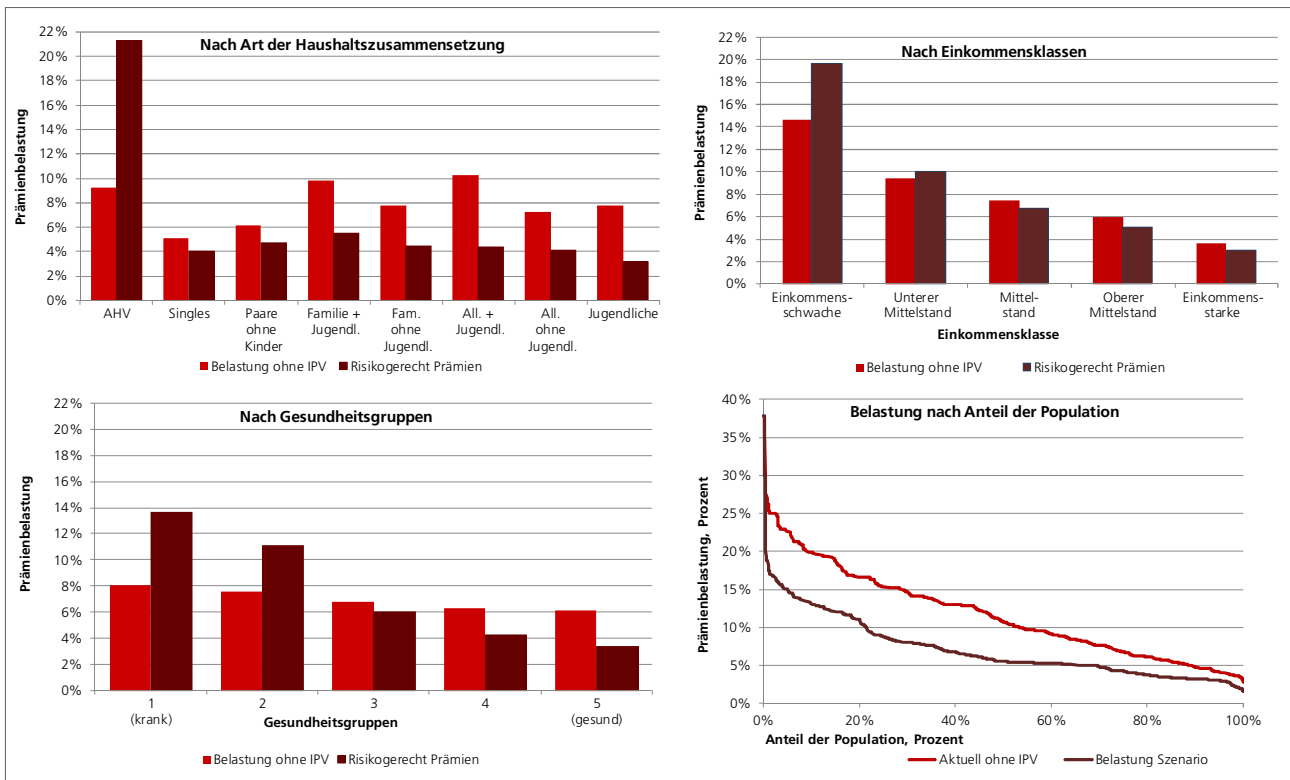 Nach Art der Haushaltszusammensetzung
Prämienbelastung
22%
20%
18%
16%
14%
12%
10%
8%
6%
4%
2%
0%
AHV
Singles
Paare ohne Kinder
Familie + Jugendl.
Fam. ohne Jugendl.
All. + Jugendl.
All. ohne Jugendl.
Jugendliche
Belastung ohne IPV
Risikogerecht Prämien
Nach Einkommensklassen
Prämienbelastung
22%
20%
18%
16%
14%
12%
10%
8%
6%
4%
2%
0%
Einkommens-
schwache
Unterer
Mittelstand
Mittel-
stand
Oberer
Mittelstand
Einkommens-
starke
Einkommensklasse
Belastung ohne IPV
Risikogerecht Prämien
Nach Gesundheitsgruppen
Prämienbelastung
22%
20%
18%
16%
14%
12%
10%
8%
6%
4%
2%
0%
1
(krank)
2
3
4
5
(gesund)
Gesundheitsgruppen
Belastung ohne IPV
Risikogerecht Prämien
Belastung nach Anteil der Population
Prämienbelastung, Prozent
40%
35%
30%
25%
20%
15%
10%
5%
0%
0%
20%
40%
60%
80%
100%
Anteil der Population, Prozent
Aktuell ohne IPV
Belastung Szenario